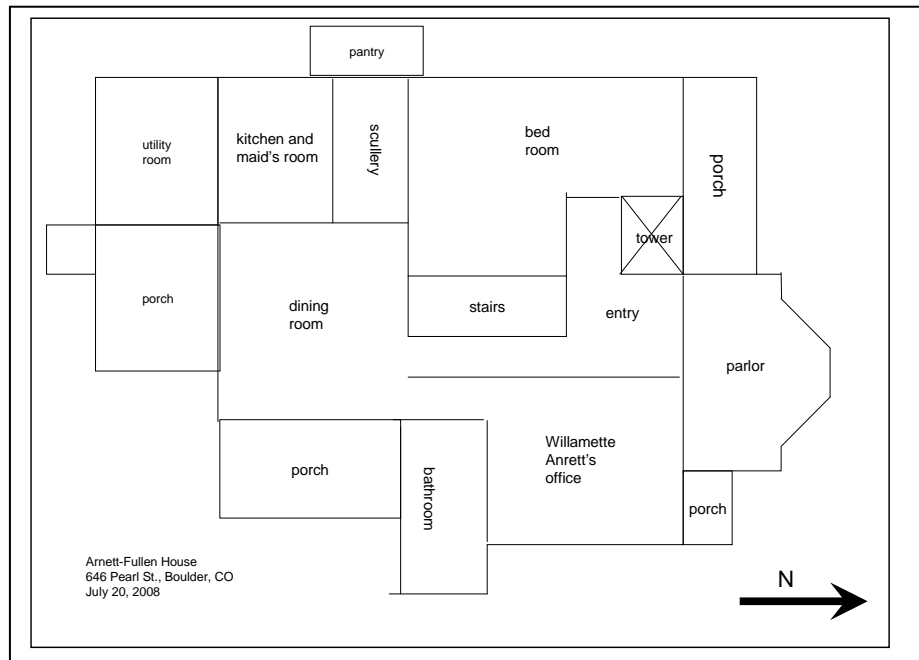 pantry
utility
room
kitchen and
maid's room
scullery
bed
room
porch
tower
porch
dining
room
stairs
entry
parlor
porch
bathroom
Willamette
Anrett's
office
porch
Arnett-Fullen House
646 Pearl St., Boulder, CO
July 20, 2008
N